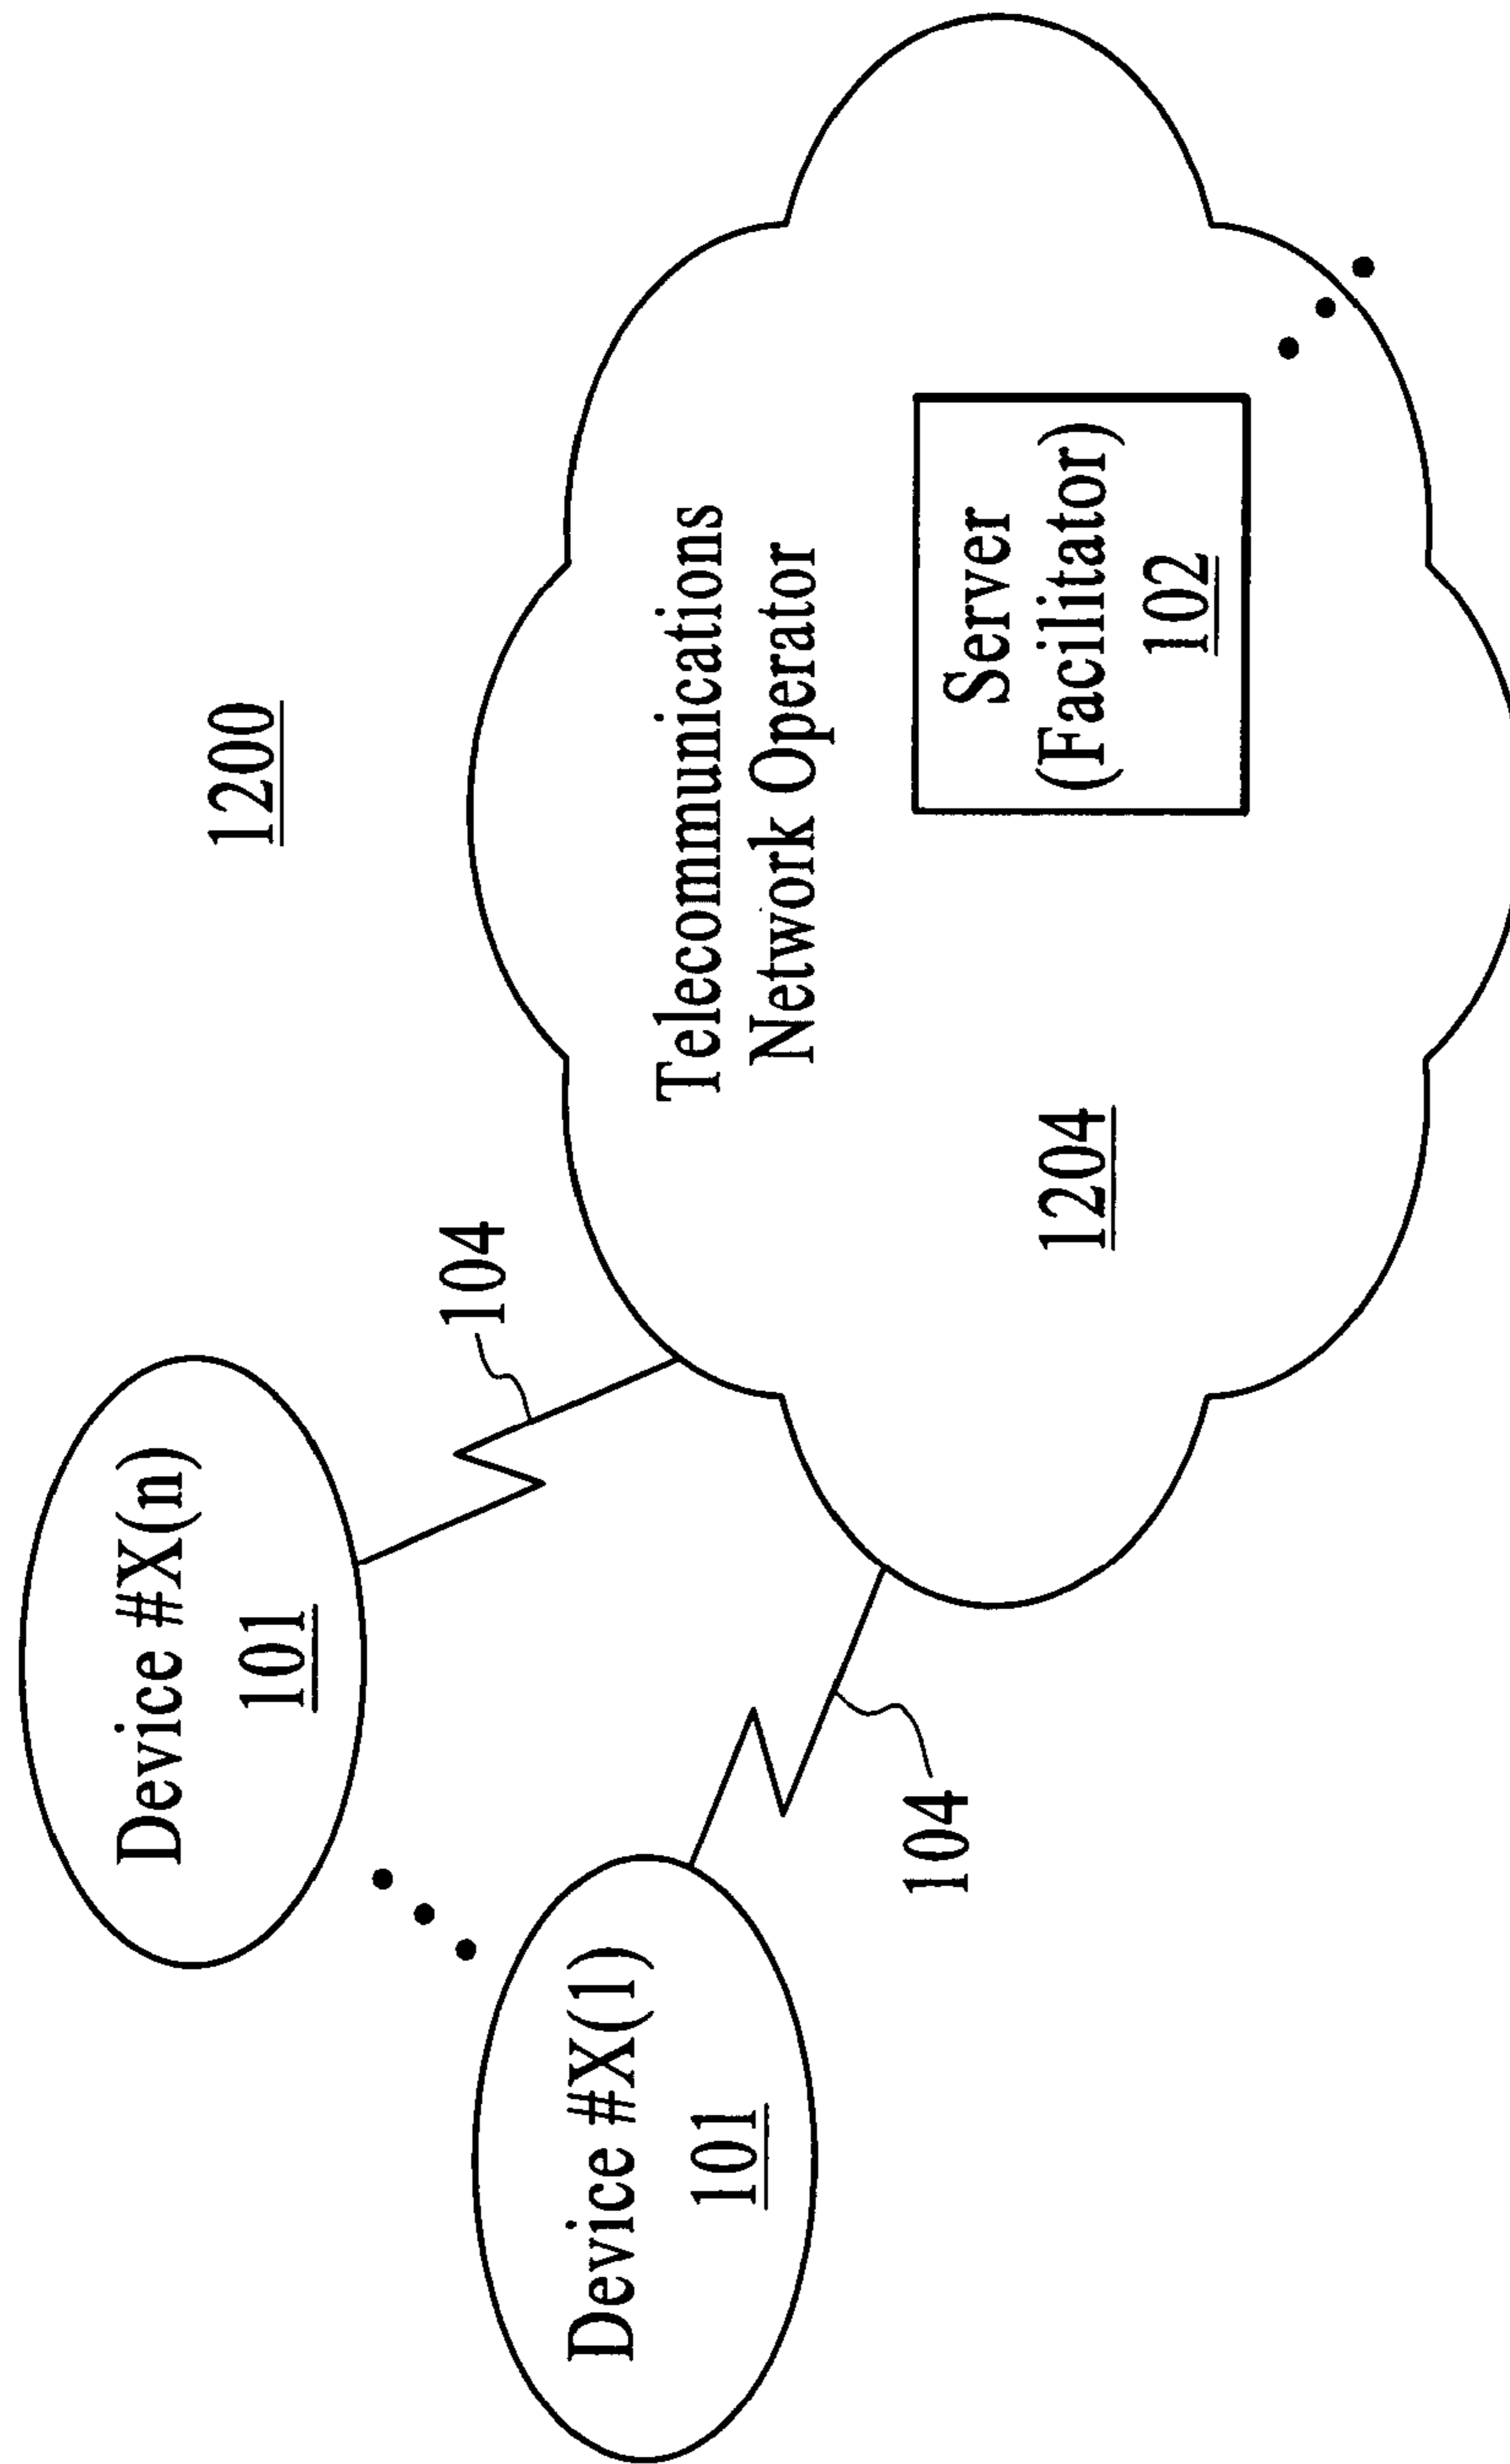 1200
Device #X(n)
101
104
Telecommunications
Network Operator
Device #X(1)
101
104
1204
Server
(Facilitator)
102